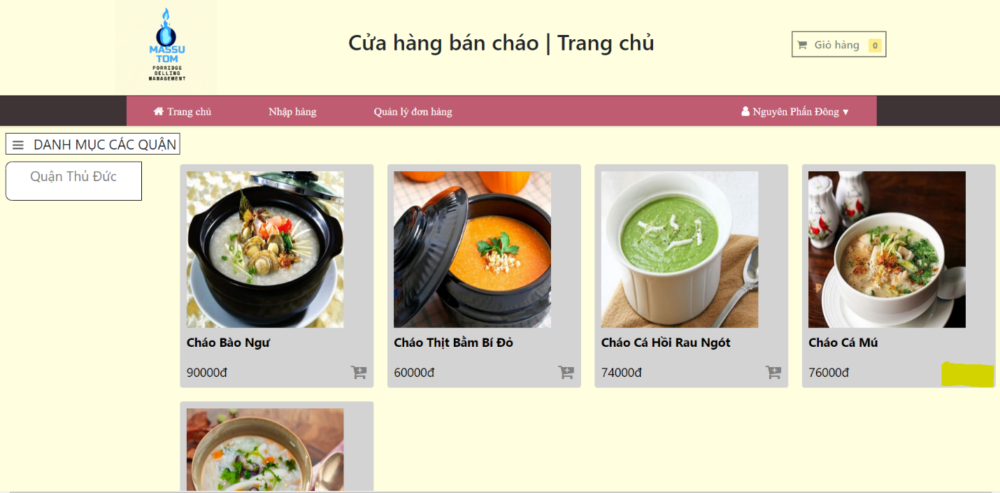 MASSU
TOM
PORRIDGE
SELLING
MANAGEMENT
Cửa hàng bán cháo | Trang chủ
Giỏ hàng 0
Trang chủ Nhập hàng Quản lý đơn hàng Nguyên Phấn Đông ▼
DANH MỤC CÁC QUẬN
Quận Thủ Đức
Cháo Bào Ngư
90000đ
Cháo Thịt Bằm Bí Đỏ
60000đ
Cháo Cá Hồi Rau Ngót
74000đ
Cháo Cá Mú
76000đ